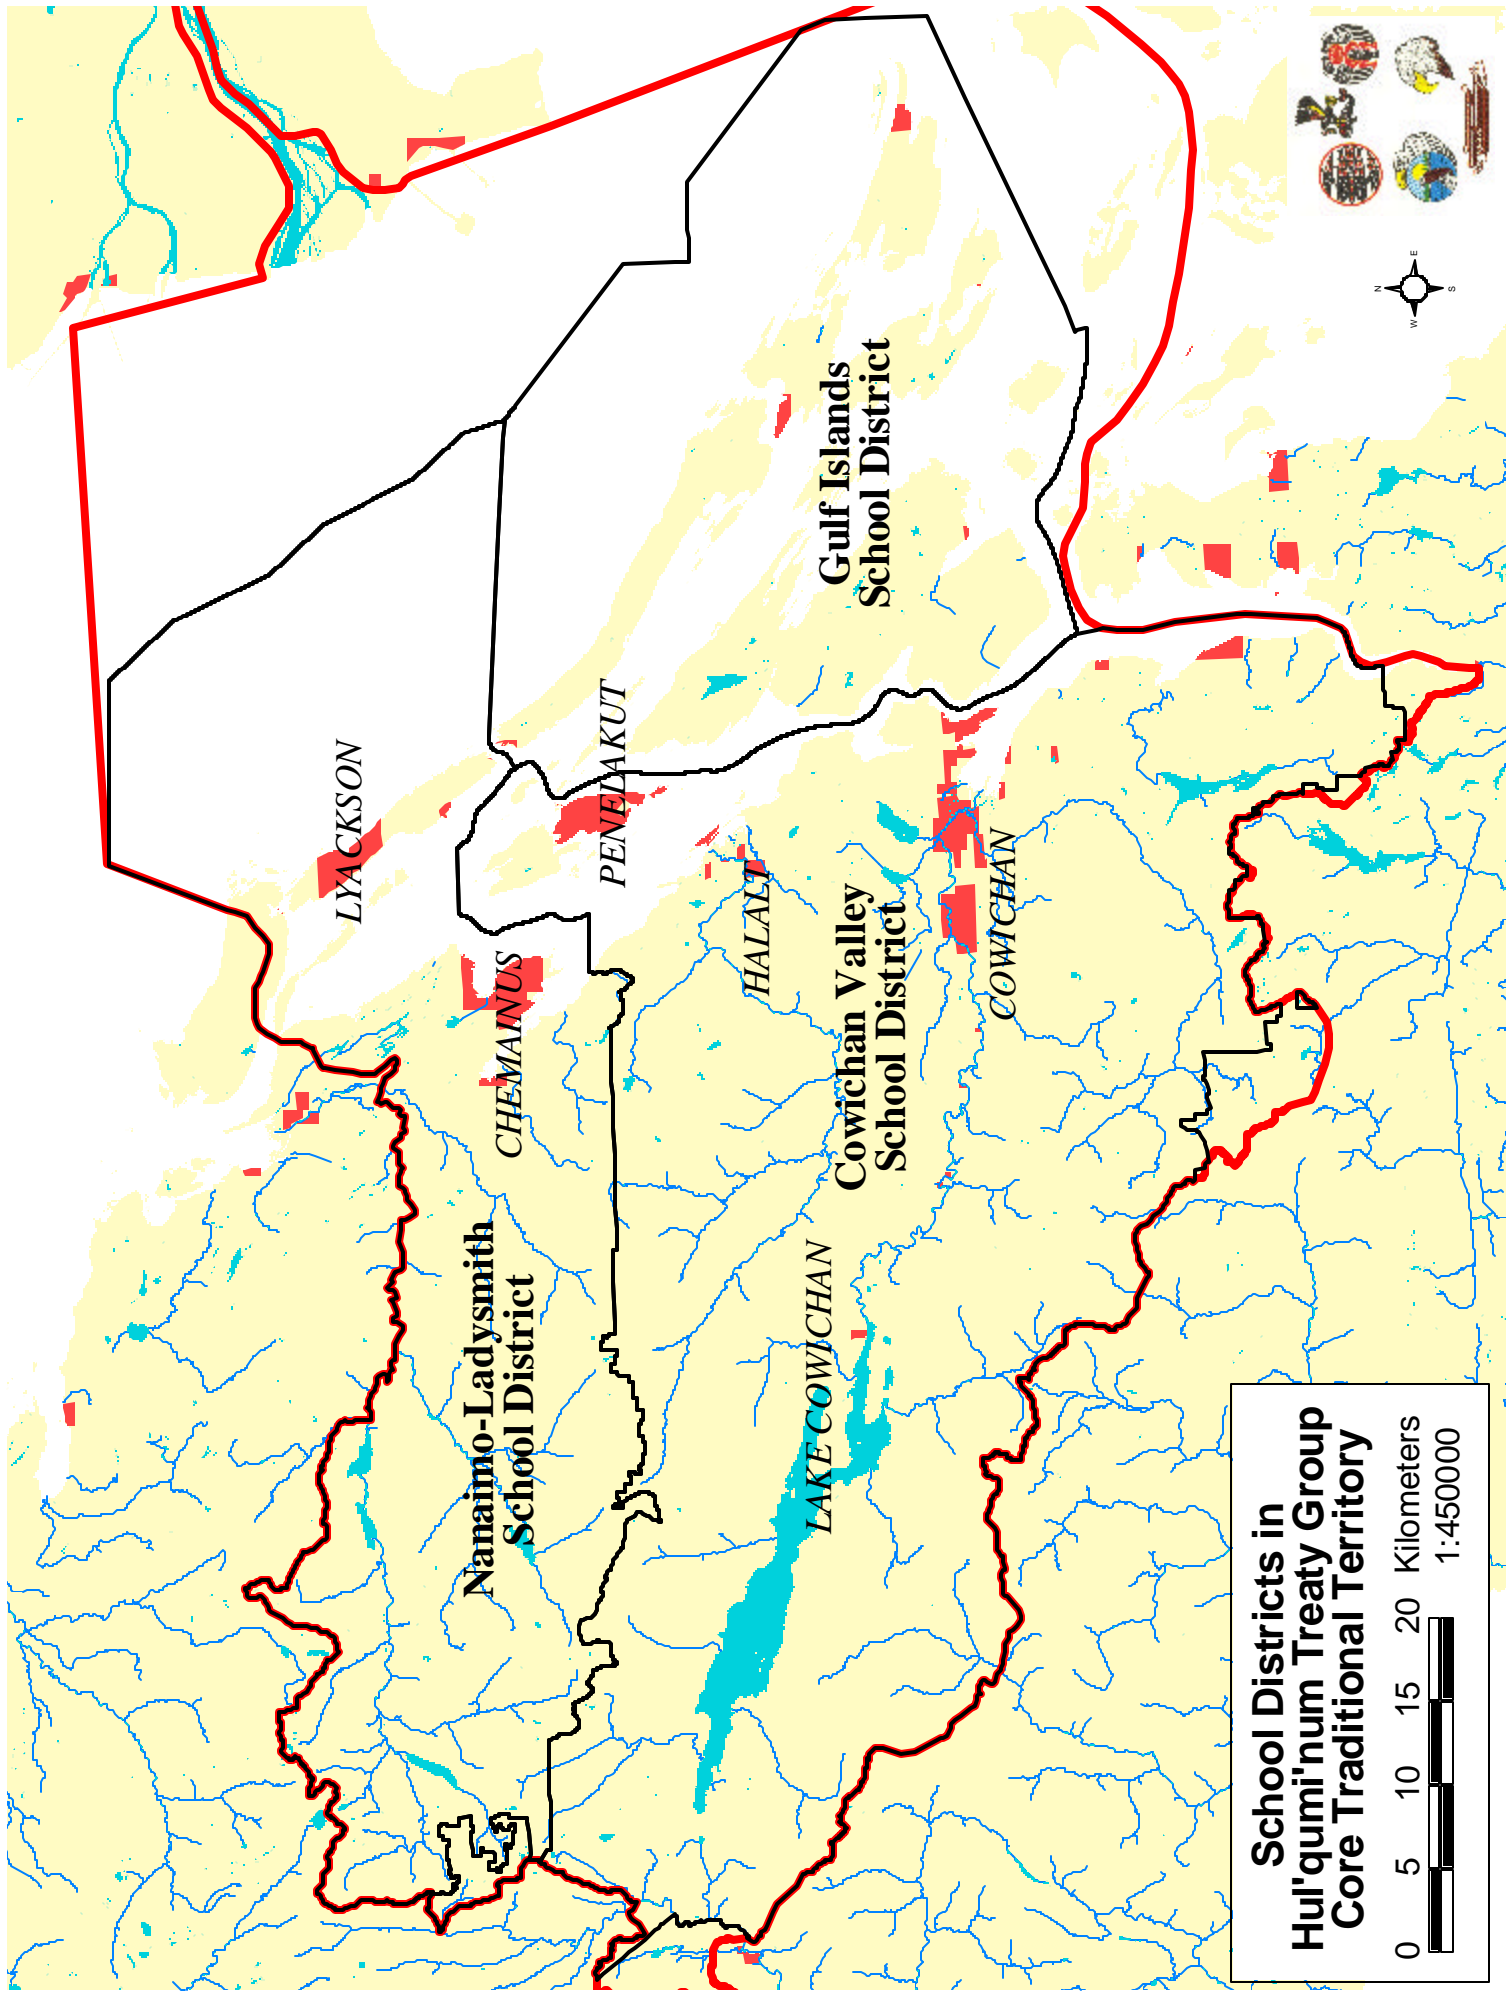 LYACKSON
PENELAKUT
CHEMAINUS
HALALT
COWICHAN
LAKE COWICHAN
Gulf Islands
School District
Cowichan Valley
School District
Nanaimo-Ladysmith
School District
N
W
E
S
School Districts in
Hul'qumi'num Treaty Group
Core Traditional Territory
0 5 10 15 20 Kilometers
1:450000